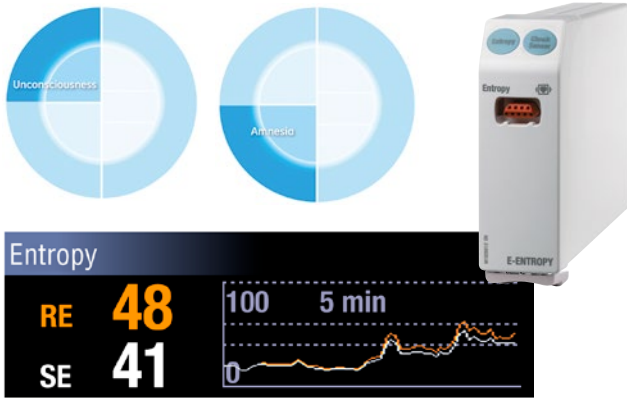 Unconsciousness
Amnesia
Entropy
Check
Sensor
Entropy
E-ENTROPY
Entropy
RE 48
SE 41
100 5 min
0